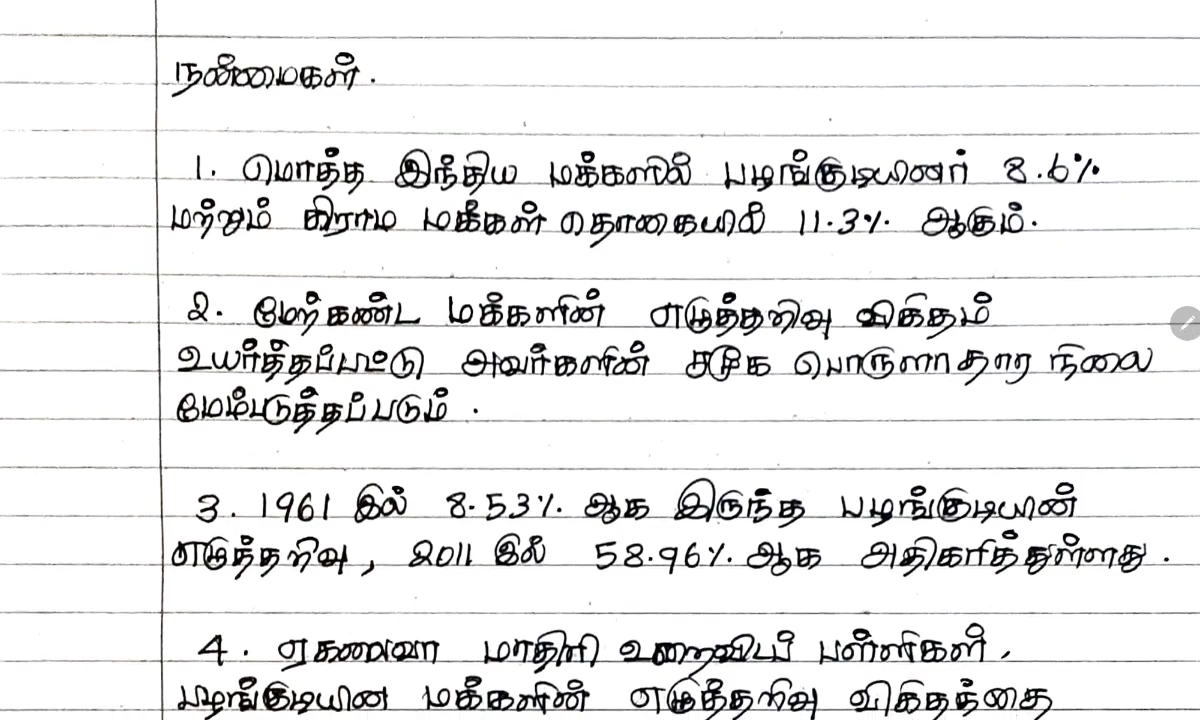 நன்மைகள்.
1. மொத்த இந்திய மக்களில் பழங்குடியினர் 8.6%
மற்றும் கிராம மக்கள் தொகையில் 11.3% ஆகும்.
2. மேற்கண்ட மக்களின் எழுத்தறிவு விகிதம்
உயர்த்தப்பட்டு அவர்களின் சமூக பொருளாதார நிலை
மேம்படுத்தப்படும்.
3. 1961 இல் 8.53% ஆக இருந்த பழங்குடியின்
எழுத்தறிவு, 2011 இல் 58.96% ஆக அதிகரித்துள்ளது.
4. ஏகலைவா மாதிரி உறைவிடப் பள்ளிகள்,
பழங்குடியின மக்களின் எழுத்தறிவு விகிதத்தை